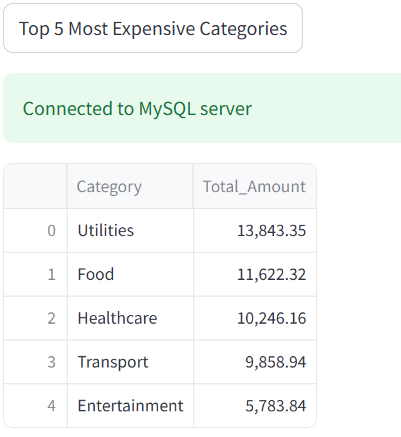 Top 5 Most Expensive Categories
Connected to MySQL server
Category Total_Amount
0 Utilities 13,843.35
1 Food 11,622.32
2 Healthcare 10,246.16
3 Transport 9,858.94
4 Entertainment 5,783.84